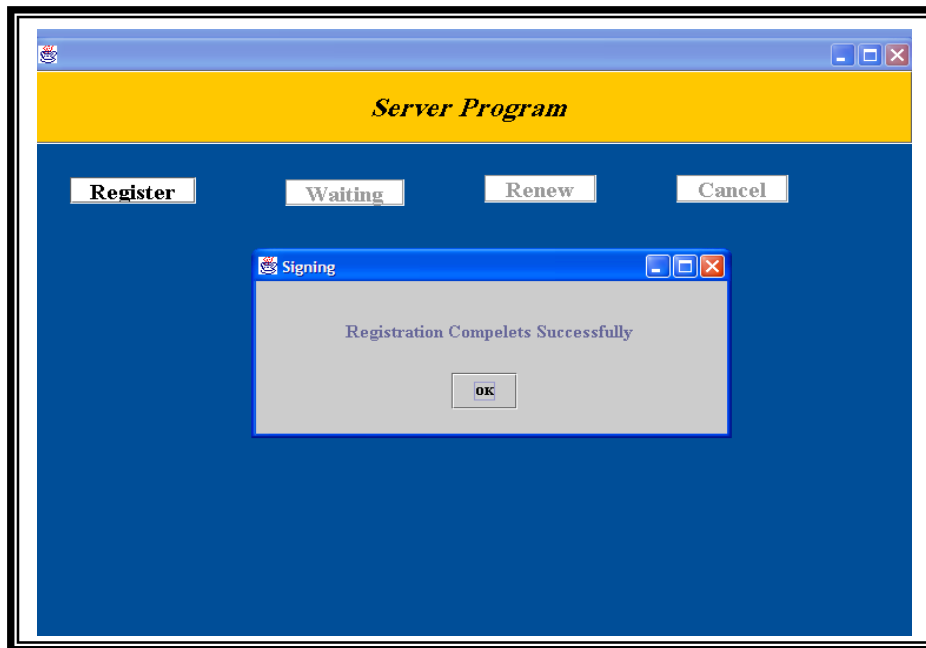 Server Program
Register Waiting Renew Cancel
Signing
Registration Compelets Successfully
OK